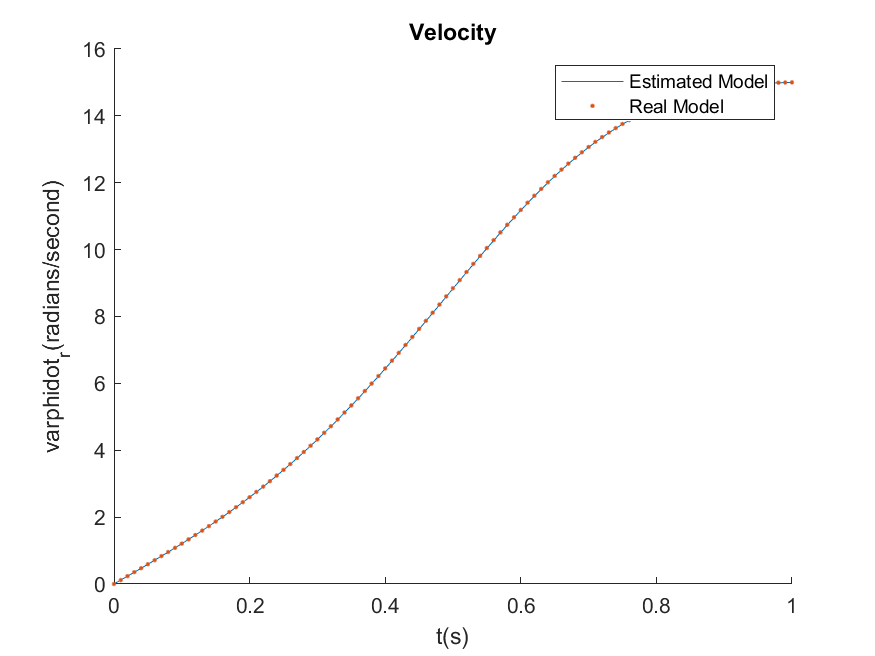 Velocity
16
14
12
10
8
6
4
2
0
varphidot_r(radians/second)
Estimated Model
Real Model
0 0.2 0.4 0.6 0.8 1
t(s)